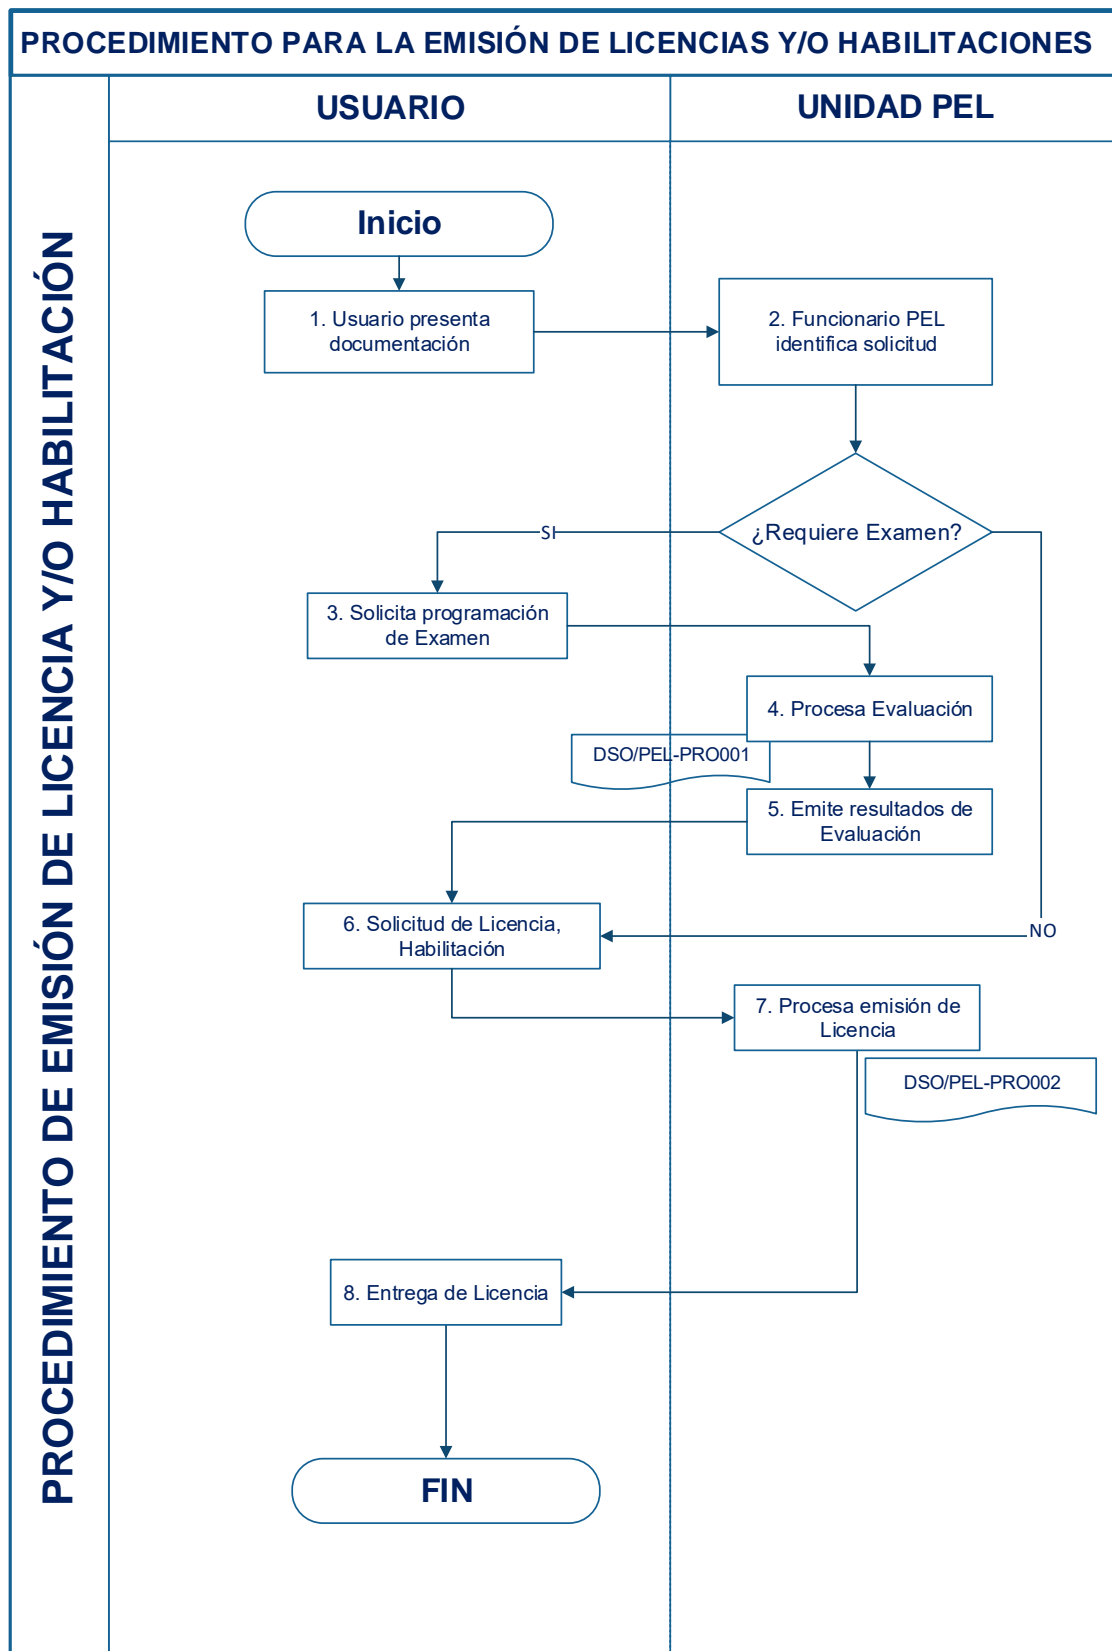 PROCEDIMIENTO PARA LA EMISIÓN DE LICENCIAS Y/O HABILITACIONES
PROCEDIMIENTO DE EMISIÓN DE LICENCIA Y/O HABILITACIÓN
USUARIO
UNIDAD PEL
Inicio
1. Usuario presenta
documentación
2. Funcionario PEL
identifica solicitud
¿Requiere Examen?
SI
3. Solicita programación
de Examen
4. Procesa Evaluación
DSO/PEL-PRO001
5. Emite resultados de
Evaluación
6. Solicitud de Licencia,
Habilitación
NO
7. Procesa emisión de
Licencia
DSO/PEL-PRO002
8. Entrega de Licencia
FIN